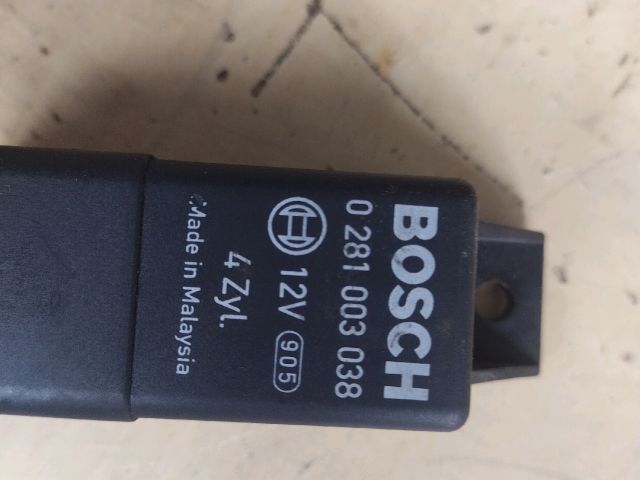 BOSCH
0 281 003 038
12V 905
4 Zyl.
Made in Malaysia